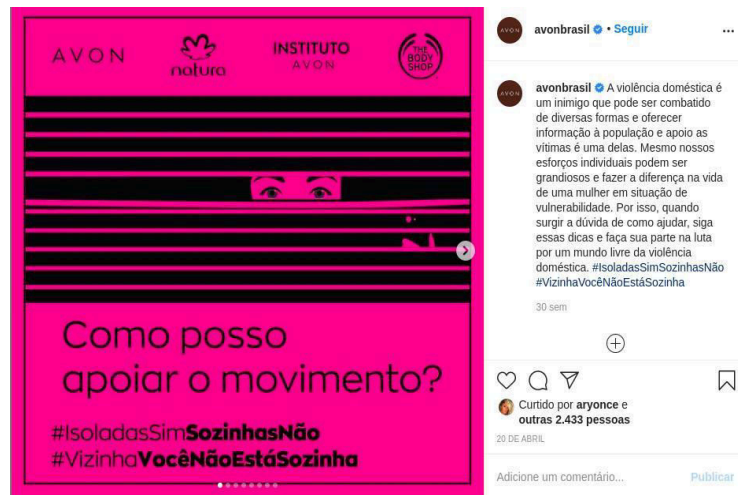 AVON
natura
INSTITUTO
AVON
THE
BODY
SHOP
Como posso
apoiar o movimento?
#IsoladasSimSozinhasNão
#VizinhaVocêNãoEstáSozinha
AVON
avonbrasil • Seguir
AVON
avonbrasil A violência doméstica é
um inimigo que pode ser combatido
de diversas formas e oferecer
informação à população e apoio as
vítimas é uma delas. Mesmo nossos
esforços individuais podem ser
grandiosos e fazer a diferença na vida
de uma mulher em situação de
vulnerabilidade. Por isso, quando
surgir a dúvida de como ajudar, siga
essas dicas e faça sua parte na luta
por um mundo livre da violência
doméstica. #IsoladasSimSozinhasNão
#VizinhaVocêNãoEstáSozinha
30 sem
Curtido por aryonce e
outras 2.433 pessoas
20 DE ABRIL
Adicione um comentário...
Publicar